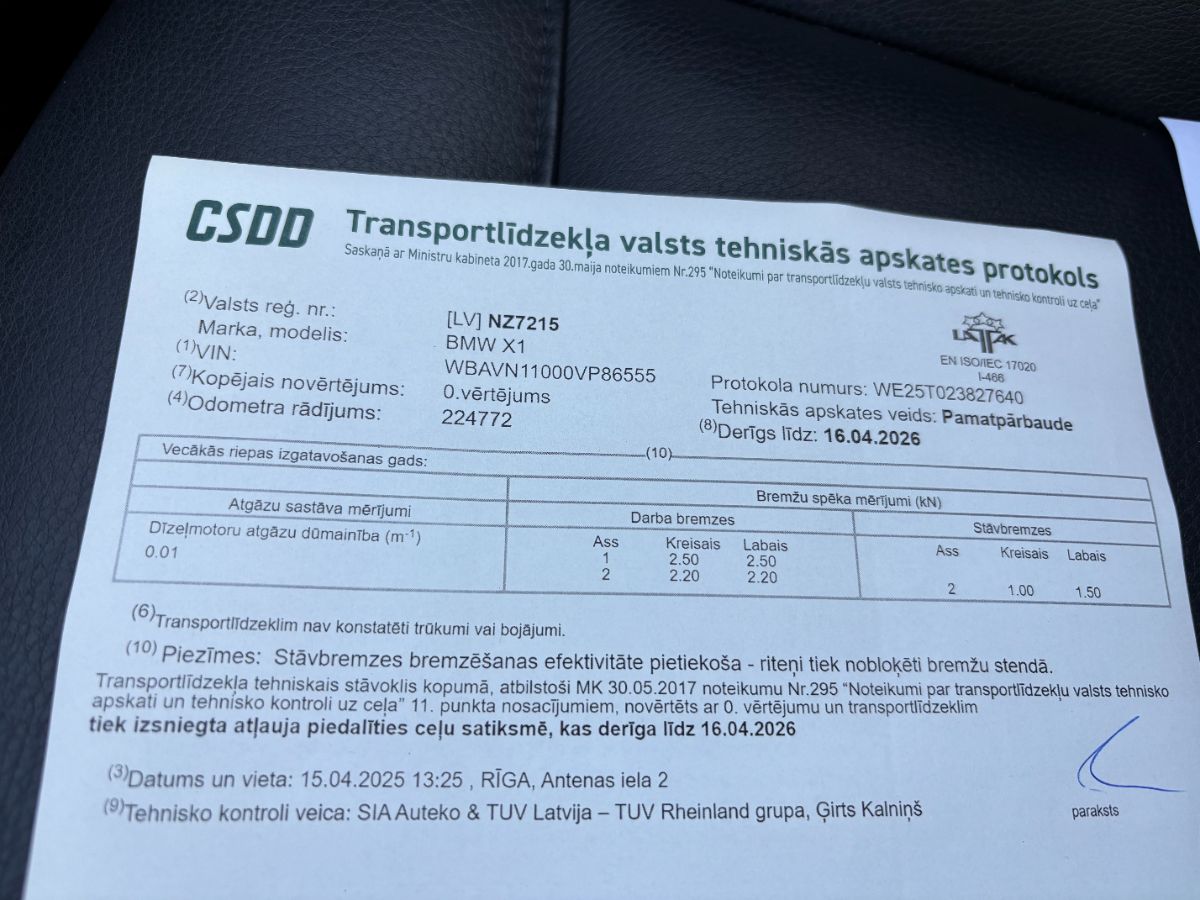 CSDD
Transportlīdzekļa valsts tehniskās apskates protokols
Saskaņā ar Ministru kabineta 2017.gada 30.maija noteikumiem Nr.295 "Noteikumi par transportlīdzekļu valsts tehnisko apskati un tehnisko kontroli uz ceļa"
(2)Valsts reģ. nr.: [LV] NZ7215
Marka, modelis: BMW X1
(1)VIN: WBAVN11000VP86555
(7)Kopējais novērtējums: 0.vērtējums
(4)Odometra rādījums: 224772
LATAK
EN ISO/IEC 17020
I-466
Protokola numurs: WE25T023827640
Tehniskās apskates veids: Pamatpārbaude
(8)Derīgs līdz: 16.04.2026
Vecākās riepas izgatavošanas gads: (10)
Atgāzu sastāva mērījumi Bremžu spēka mērījumi (kN)
Dīzeļmotoru atgāzu dūmainība (m-1) Darba bremzes Stāvbremzes
0.01 Ass Kreisais Labais Ass Kreisais Labais
1 2.50 2.50
2 2.20 2.20 2 1.00 1.50
(6)Transportlīdzeklim nav konstatēti trūkumi vai bojājumi.
(10) Piezīmes: Stāvbremzes bremzēšanas efektivitāte pietiekoša - riteņi tiek nobloķēti bremžu stendā.
Transportlīdzekļa tehniskais stāvoklis kopumā, atbilstoši MK 30.05.2017 noteikumu Nr.295 "Noteikumi par transportlīdzekļu valsts tehnisko
apskati un tehnisko kontroli uz ceļa" 11. punkta nosacījumiem, novērtēts ar 0. vērtējumu un transportlīdzeklim
tiek izsniegta atļauja piedalīties ceļu satiksmē, kas derīga līdz 16.04.2026
(3)Datums un vieta: 15.04.2025 13:25 , RĪGA, Antenas iela 2
(9)Tehnisko kontroli veica: SIA Auteko & TUV Latvija – TUV Rheinland grupa, Ģirts Kalniņš
paraksts